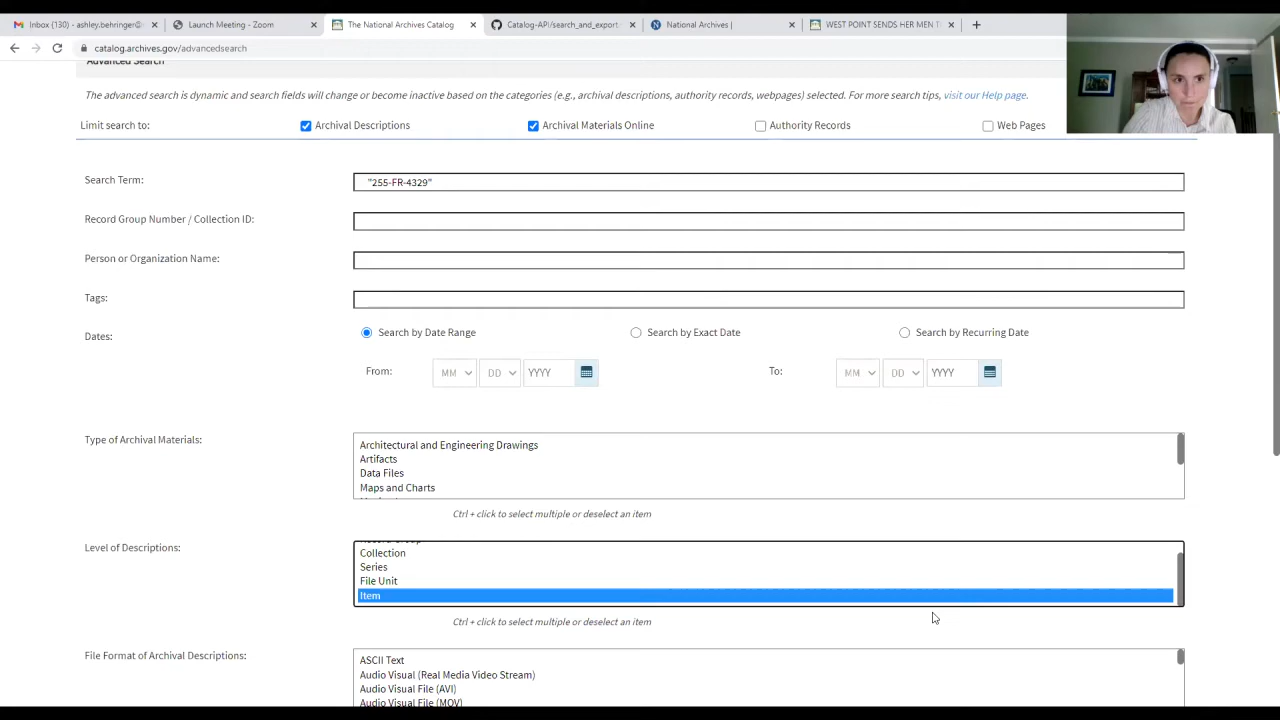 Inbox (130) - ashley.behringer@
Launch Meeting - Zoom
The National Archives Catalog
Catalog-API/search_and_export
National Archives |
WEST POINT SENDS HER MEN T
catalog.archives.gov/advancedsearch
Advanced Search
The advanced search is dynamic and search fields will change or become inactive based on the categories (e.g., archival descriptions, authority records, webpages) selected. For more search tips, visit our Help page.
Limit search to:
Archival Descriptions
Archival Materials Online
Authority Records
Web Pages
Search Term:
"255-FR-4329"
Record Group Number / Collection ID:
Person or Organization Name:
Tags:
Dates:
Search by Date Range
Search by Exact Date
Search by Recurring Date
From:
MM
DD
YYYY
To:
MM
DD
YYYY
Type of Archival Materials:
Architectural and Engineering Drawings
Artifacts
Data Files
Maps and Charts
Ctrl + click to select multiple or deselect an item
Level of Descriptions:
Collection
Series
File Unit
Item
Ctrl + click to select multiple or deselect an item
File Format of Archival Descriptions:
ASCII Text
Audio Visual (Real Media Video Stream)
Audio Visual File (AVI)
Audio Visual File (MOV)